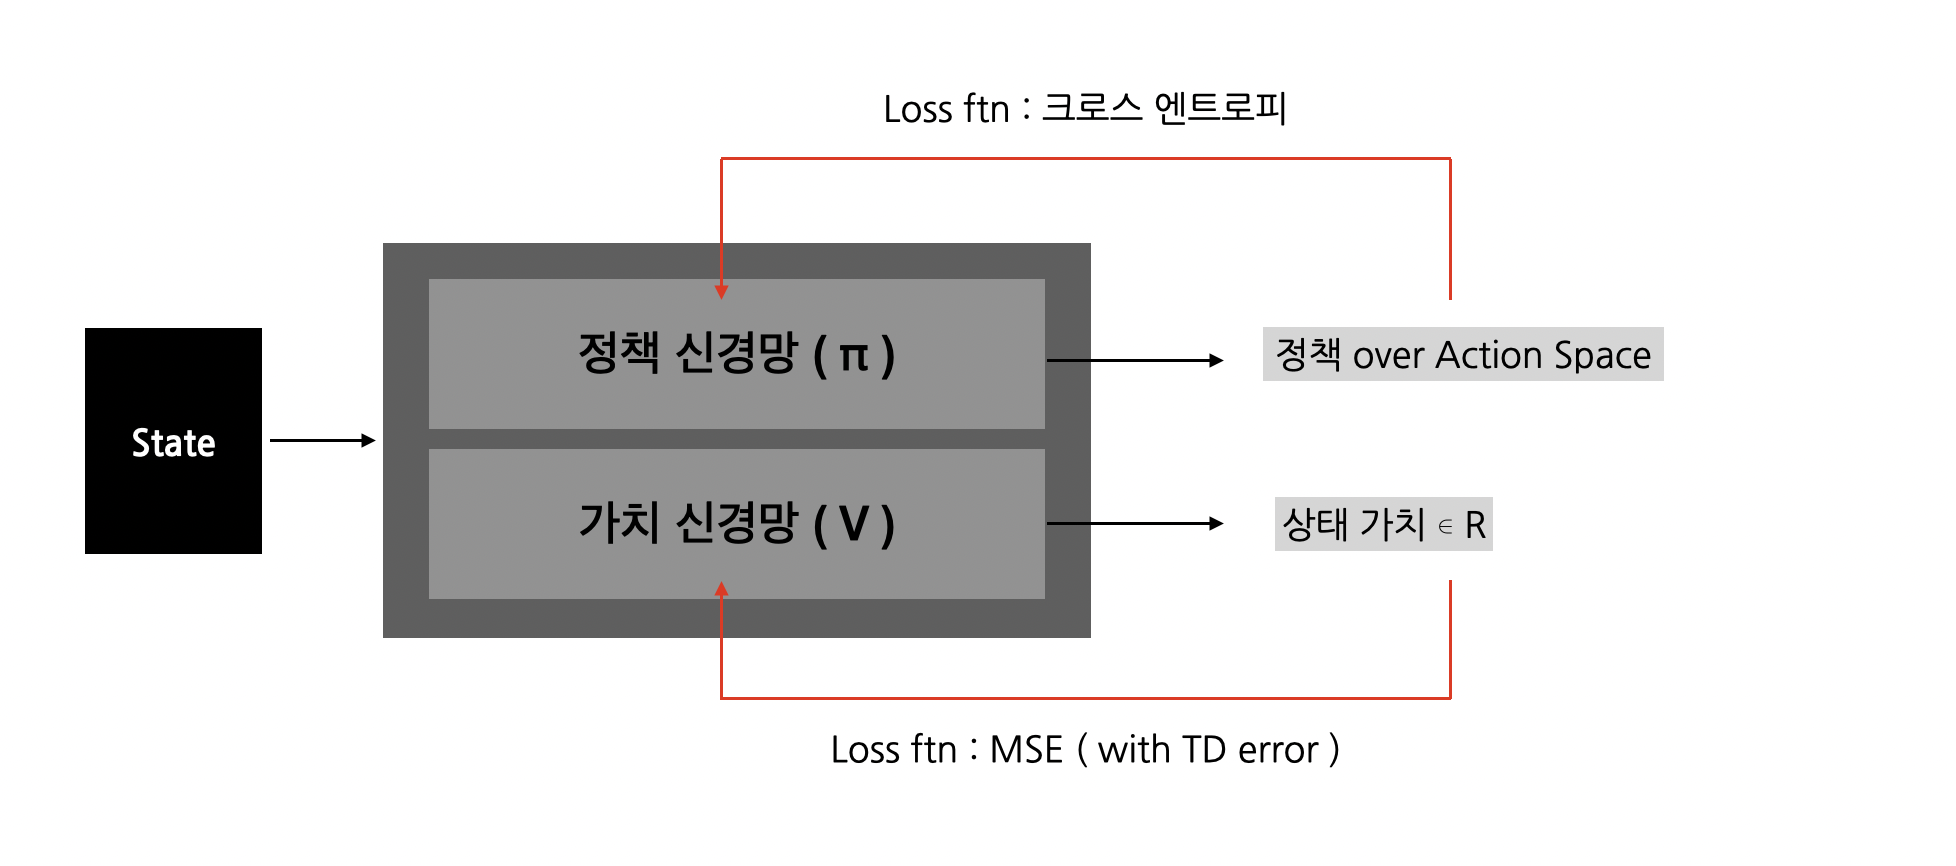 Loss ftn : 크로스 엔트로피
정책 신경망 ( π )
정책 over Action Space
State
가치 신경망 ( V )
상태 가치 ∈ R
Loss ftn : MSE ( with TD error )